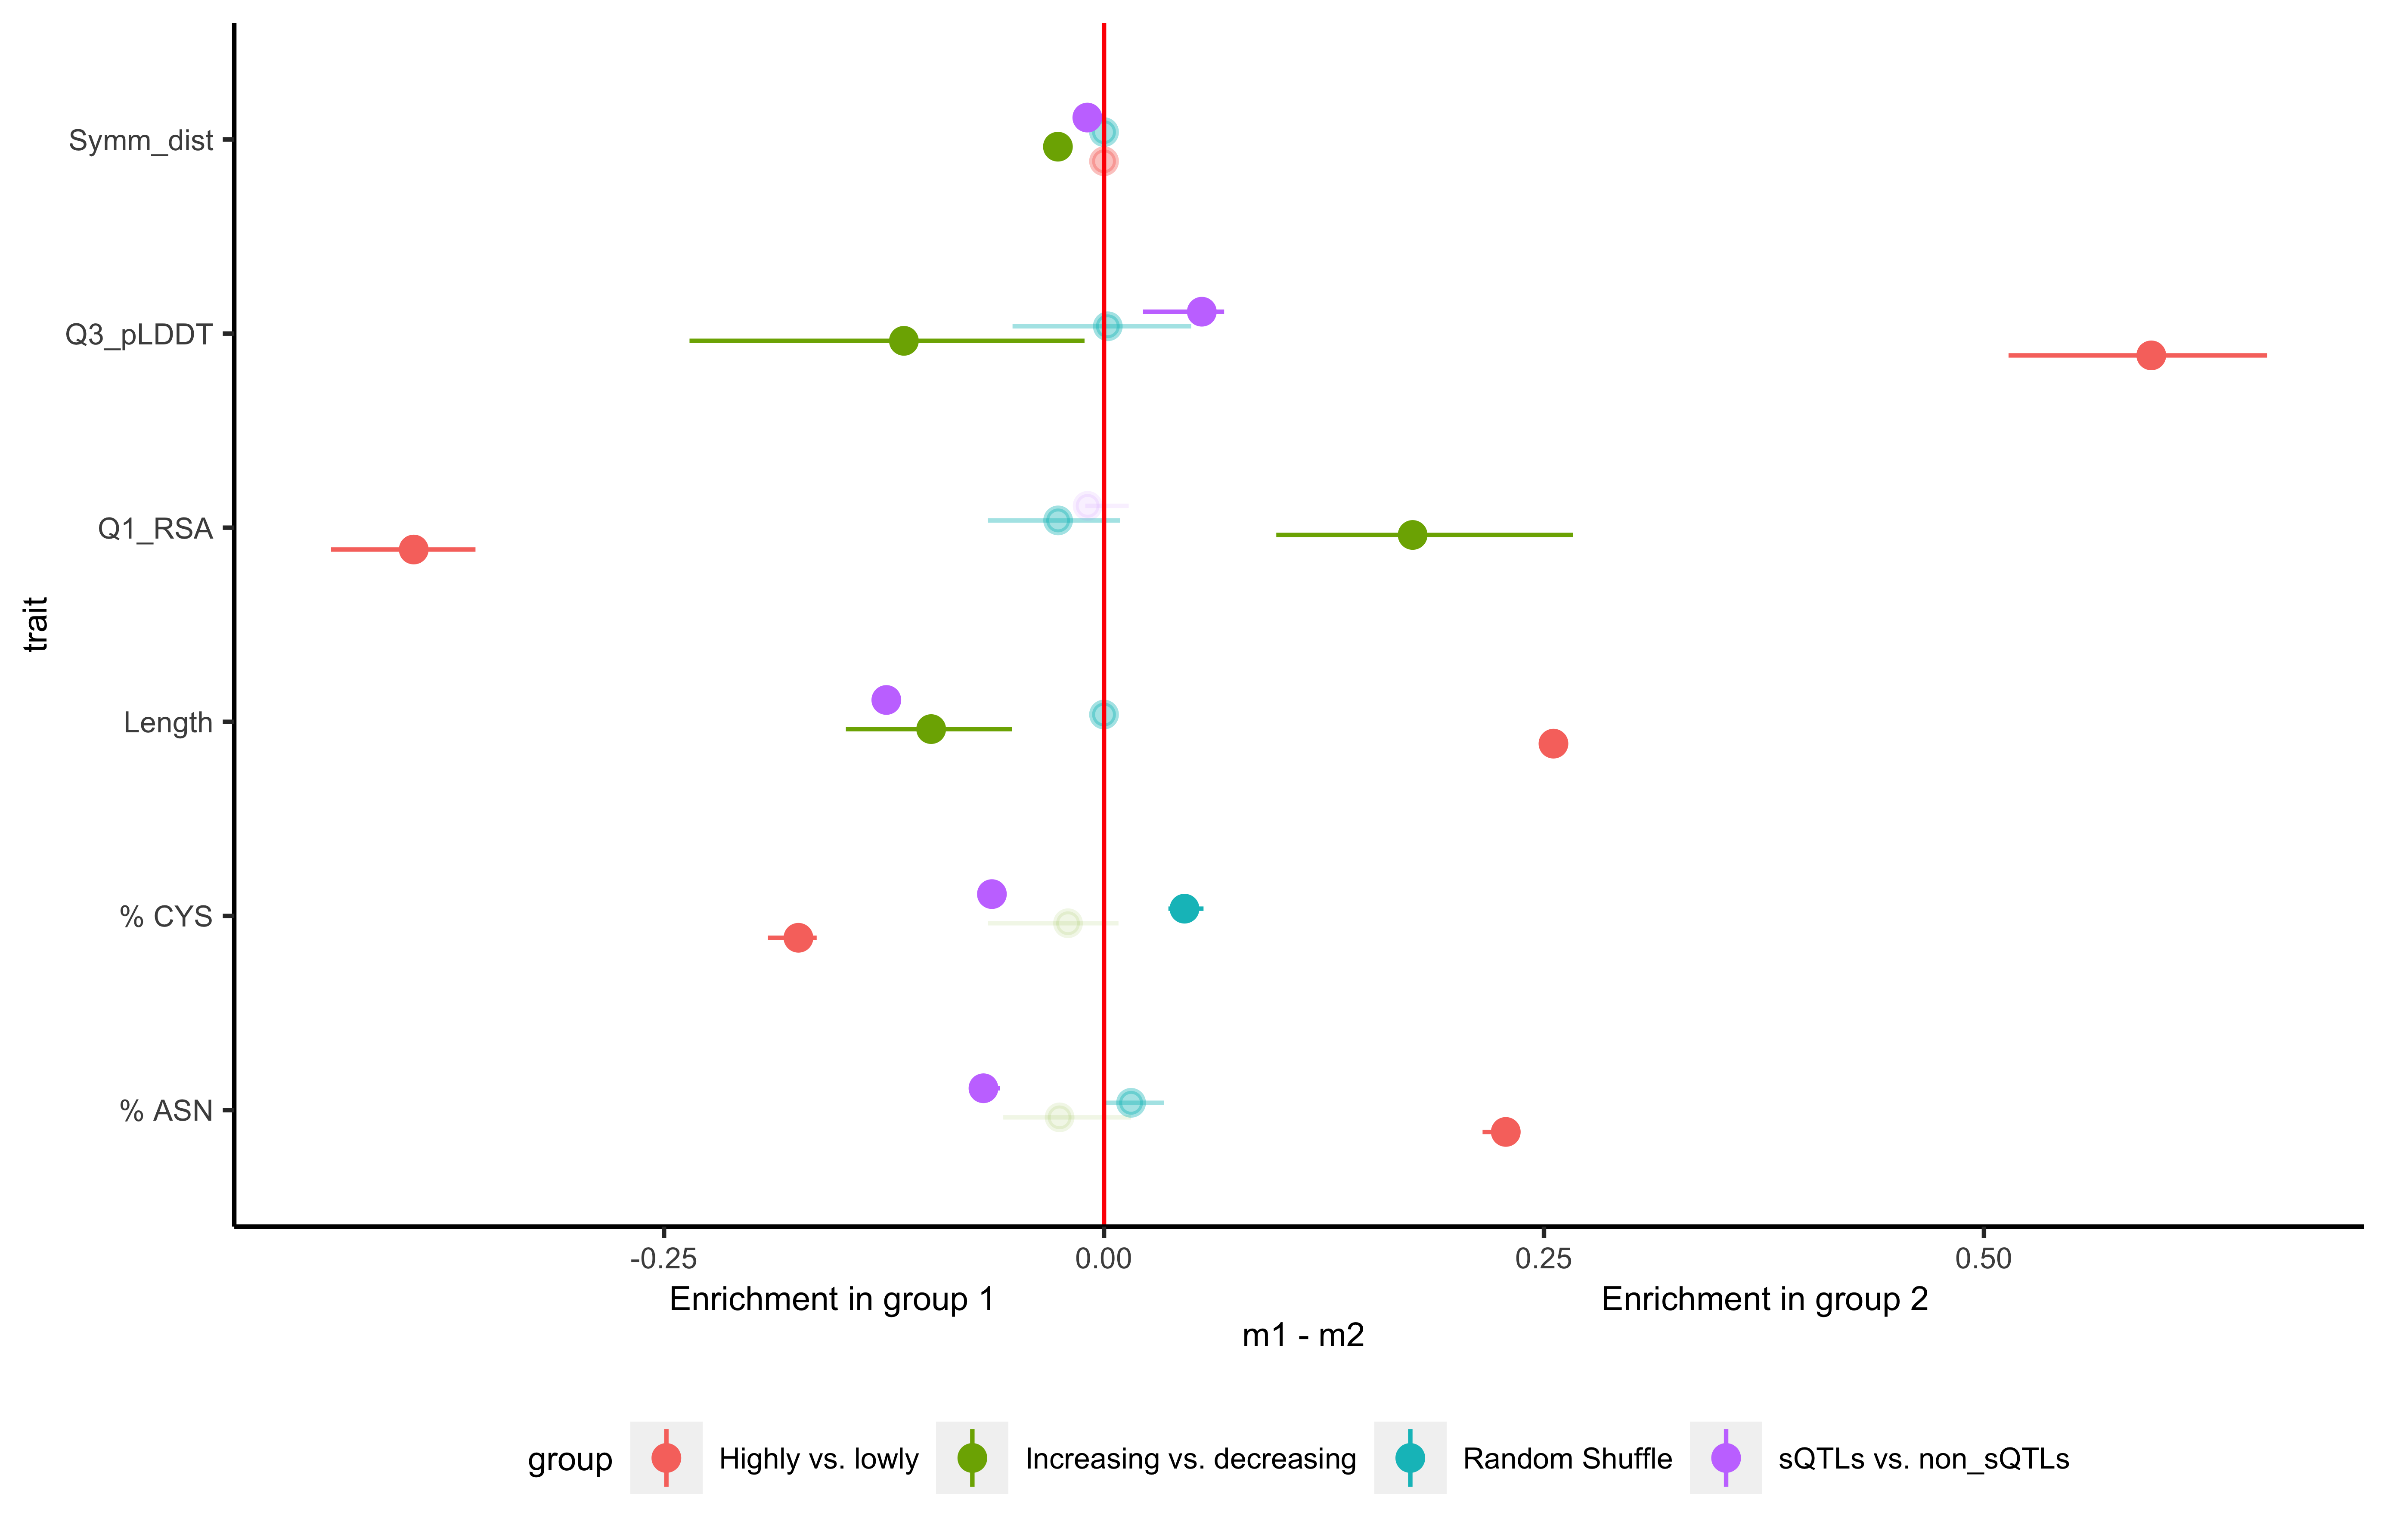 trait
Symm_dist
Q3_pLDDT
Q1_RSA
Length
% CYS
% ASN
-0.25 0.00 0.25 0.50
Enrichment in group 1 Enrichment in group 2
m1 - m2
group Highly vs. lowly Increasing vs. decreasing Random Shuffle sQTLs vs. non_sQTLs